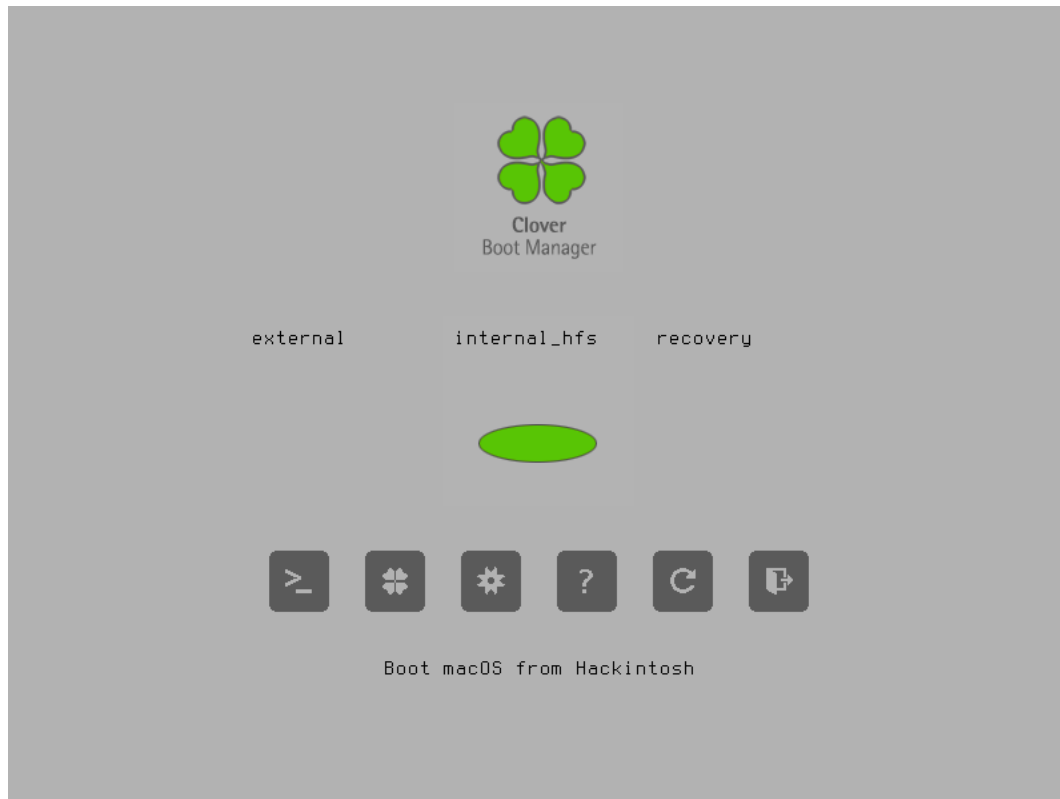 Clover
Boot Manager
external internal_hfs recovery
>_ ?
Boot macOS from Hackintosh